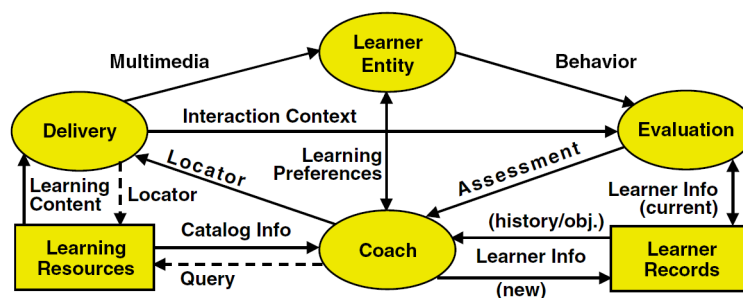 Multimedia
Learner
Entity
Behavior
Delivery
Interaction Context
Evaluation
Learning
Preferences
Locator
Assessment
Learning
Content
Locator
Learner Info
(current)
Learning
Resources
Catalog Info
Query
Coach
(history/obj.)
Learner Info
(new)
Learner
Records